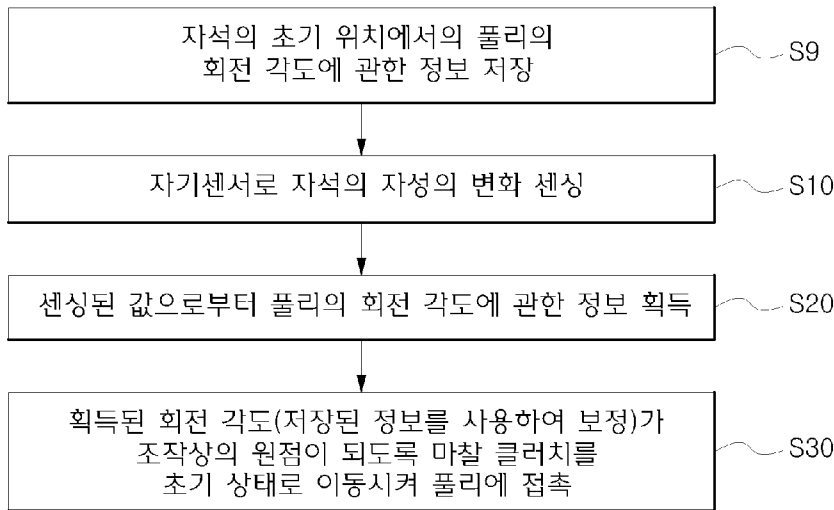 자석의 초기 위치에서의 풀리의
회전 각도에 관한 정보 저장
S9
자기센서로 자석의 자성의 변화 센싱
S10
센싱된 값으로부터 풀리의 회전 각도에 관한 정보 획득
S20
획득된 회전 각도(저장된 정보를 사용하여 보정)가
조작상의 원점이 되도록 마찰 클러치를
초기 상태로 이동시켜 풀리에 접촉
S30